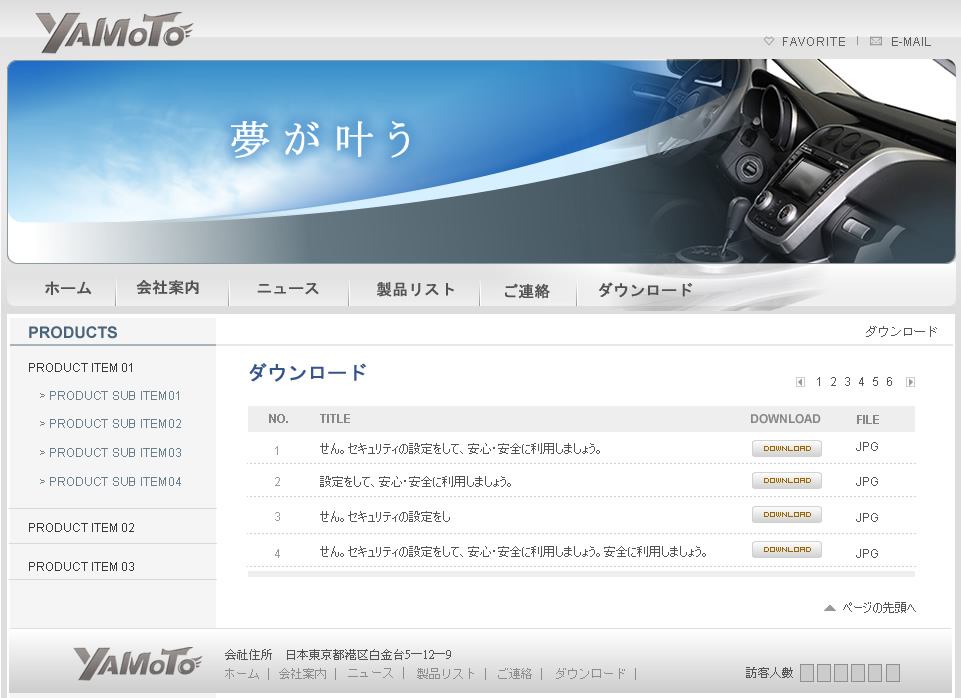 YAMOTO
FAVORITE | E-MAIL
夢が叶う
ホーム 会社案内 ニュース 製品リスト ご連絡 ダウンロード
PRODUCTS
PRODUCT ITEM 01
> PRODUCT SUB ITEM01
> PRODUCT SUB ITEM02
> PRODUCT SUB ITEM03
> PRODUCT SUB ITEM04
PRODUCT ITEM 02
PRODUCT ITEM 03
ダウンロード
ダウンロード
1 2 3 4 5 6
NO. TITLE DOWNLOAD FILE
1 せん。セキュリティの設定をして、安心・安全に利用しましょう。 DOWNLOAD JPG
2 設定をして、安心・安全に利用しましょう。 DOWNLOAD JPG
3 せん。セキュリティの設定をし DOWNLOAD JPG
4 せん。セキュリティの設定をして、安心・安全に利用しましょう。安全に利用しましょう。 DOWNLOAD JPG
ページの先頭へ
YAMOTO
会社住所 日本東京都港区白金台5ー12ー9
ホーム | 会社案内 | ニュース | 製品リスト | ご連絡 | ダウンロード |
訪客人數